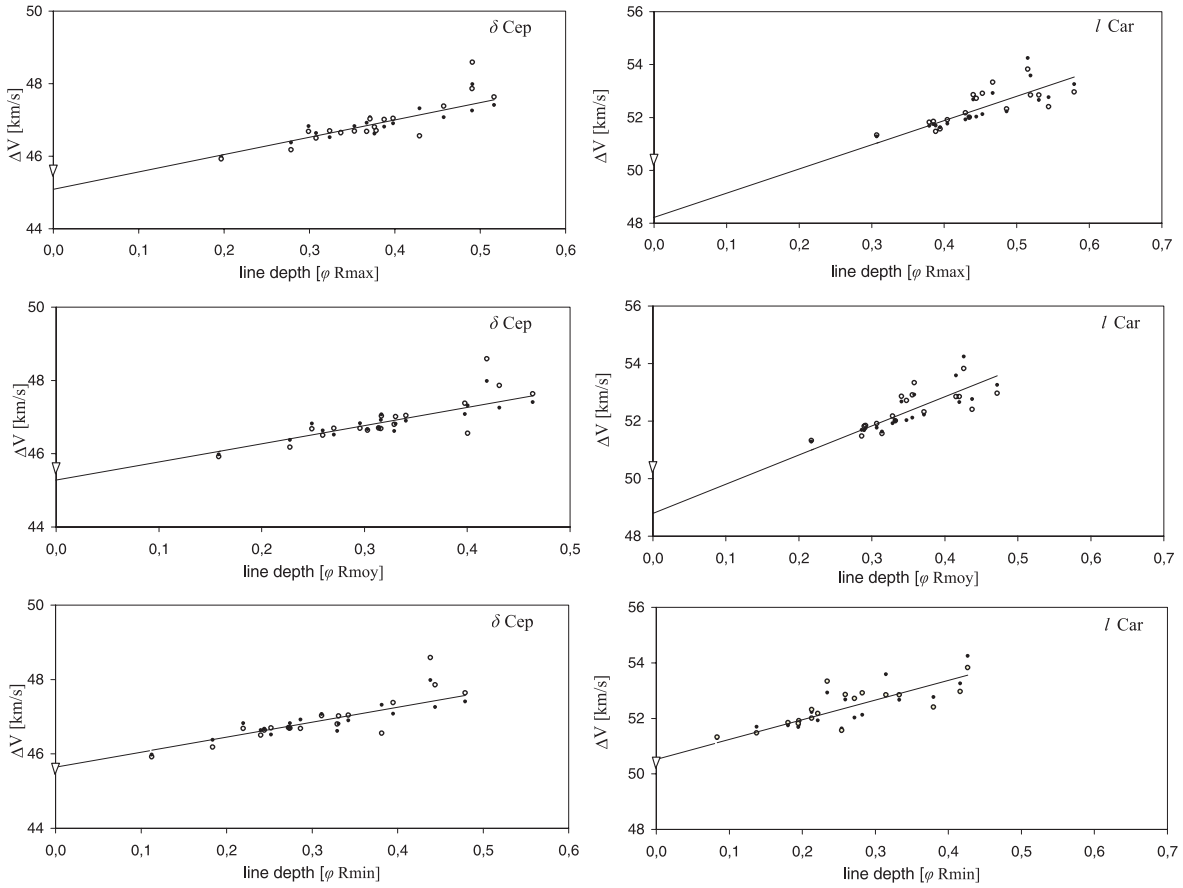 δ Cep
ΔV [km/s]
50
48
46
44
0,0 0,1 0,2 0,3 0,4 0,5 0,6
line depth [φ Rmax]
l Car
ΔV [km/s]
56
54
52
50
48
0,0 0,1 0,2 0,3 0,4 0,5 0,6 0,7
line depth [φ Rmax]
δ Cep
ΔV [km/s]
50
48
46
44
0,0 0,1 0,2 0,3 0,4 0,5
line depth [φ Rmoy]
l Car
ΔV [km/s]
56
54
52
50
48
0,0 0,1 0,2 0,3 0,4 0,5 0,6 0,7
line depth [φ Rmoy]
δ Cep
ΔV [km/s]
50
48
46
44
0,0 0,1 0,2 0,3 0,4 0,5 0,6
line depth [φ Rmin]
l Car
ΔV [km/s]
56
54
52
50
48
0,0 0,1 0,2 0,3 0,4 0,5 0,6 0,7
line depth [φ Rmin]